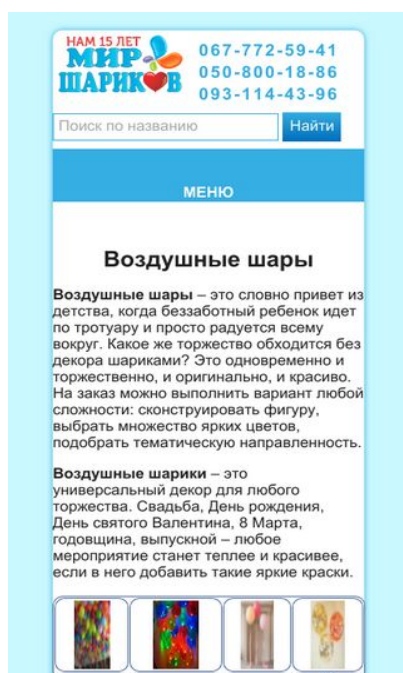 НАМ 15 ЛЕТ
МИР
ШАРИКОВ
067-772-59-41
050-800-18-86
093-114-43-96
Поиск по названию
Найти
МЕНЮ
Воздушные шары
Воздушные шары – это словно привет из
детства, когда беззаботный ребенок идет
по тротуару и просто радуется всему
вокруг. Какое же торжество обходится без
декора шариками? Это одновременно и
торжественно, и оригинально, и красиво.
На заказ можно выполнить вариант любой
сложности: сконструировать фигуру,
выбрать множество ярких цветов,
подобрать тематическую направленность.
Воздушные шарики – это
универсальный декор для любого
торжества. Свадьба, День рождения,
День святого Валентина, 8 Марта,
годовщина, выпускной – любое
мероприятие станет теплее и красивее,
если в него добавить такие яркие краски.